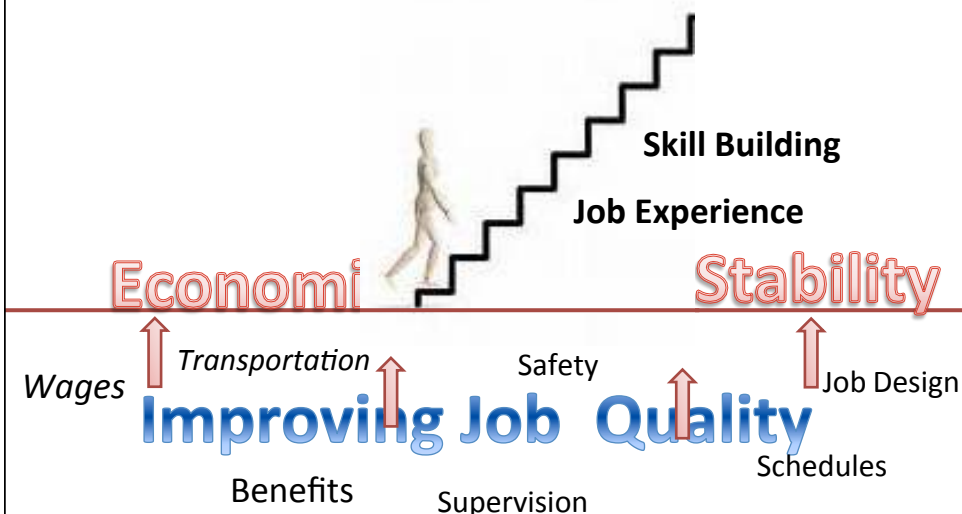 Skill Building
Job Experience
Economi
Stability
Transportation
Safety
Wages
Job Design
Improving Job Quality
Schedules
Benefits
Supervision